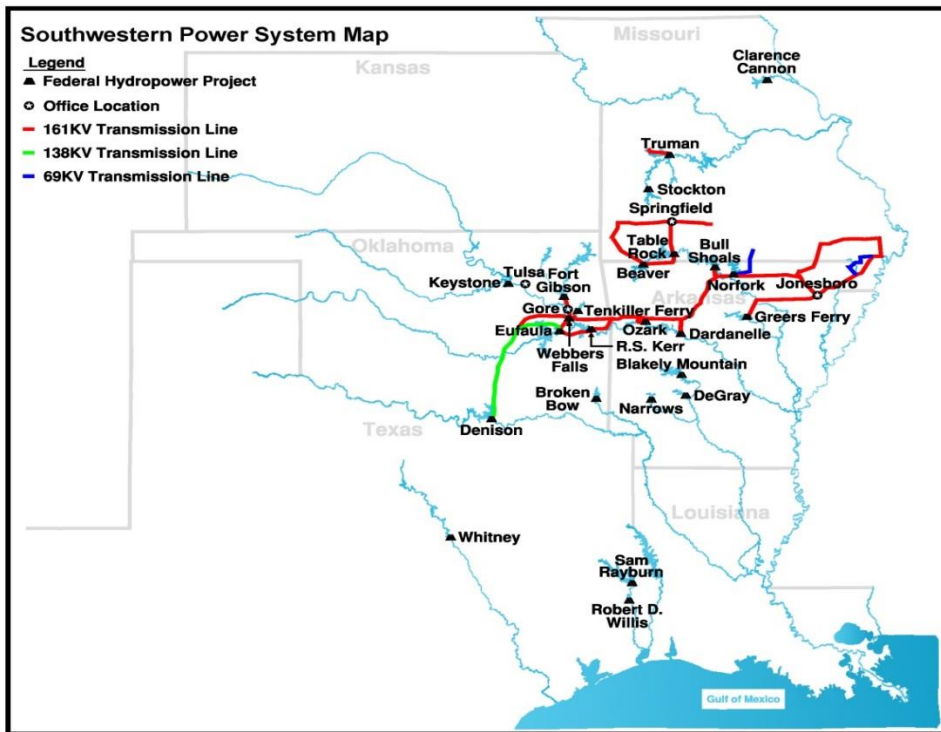 Southwestern Power System Map
Legend
Federal Hydropower Project
Office Location
161KV Transmission Line
138KV Transmission Line
69KV Transmission Line
Missouri
Kansas
Clarence
Cannon
Truman
Stockton
Springfield
Oklahoma
Table
Rock
Bull
Shoals
Beaver
Norfork
Jonesboro
Tulsa
Fort
Gibson
Keystone
Arkansas
Gore
Tenkiller Ferry
Greers Ferry
Eufaula
Ozark
Dardanelle
Webbers
Falls
R.S. Kerr
Blakely Mountain
Broken
Bow
Narrows
DeGray
Texas
Denison
Louisiana
Whitney
Sam
Rayburn
Robert D.
Willis
Gulf of Mexico